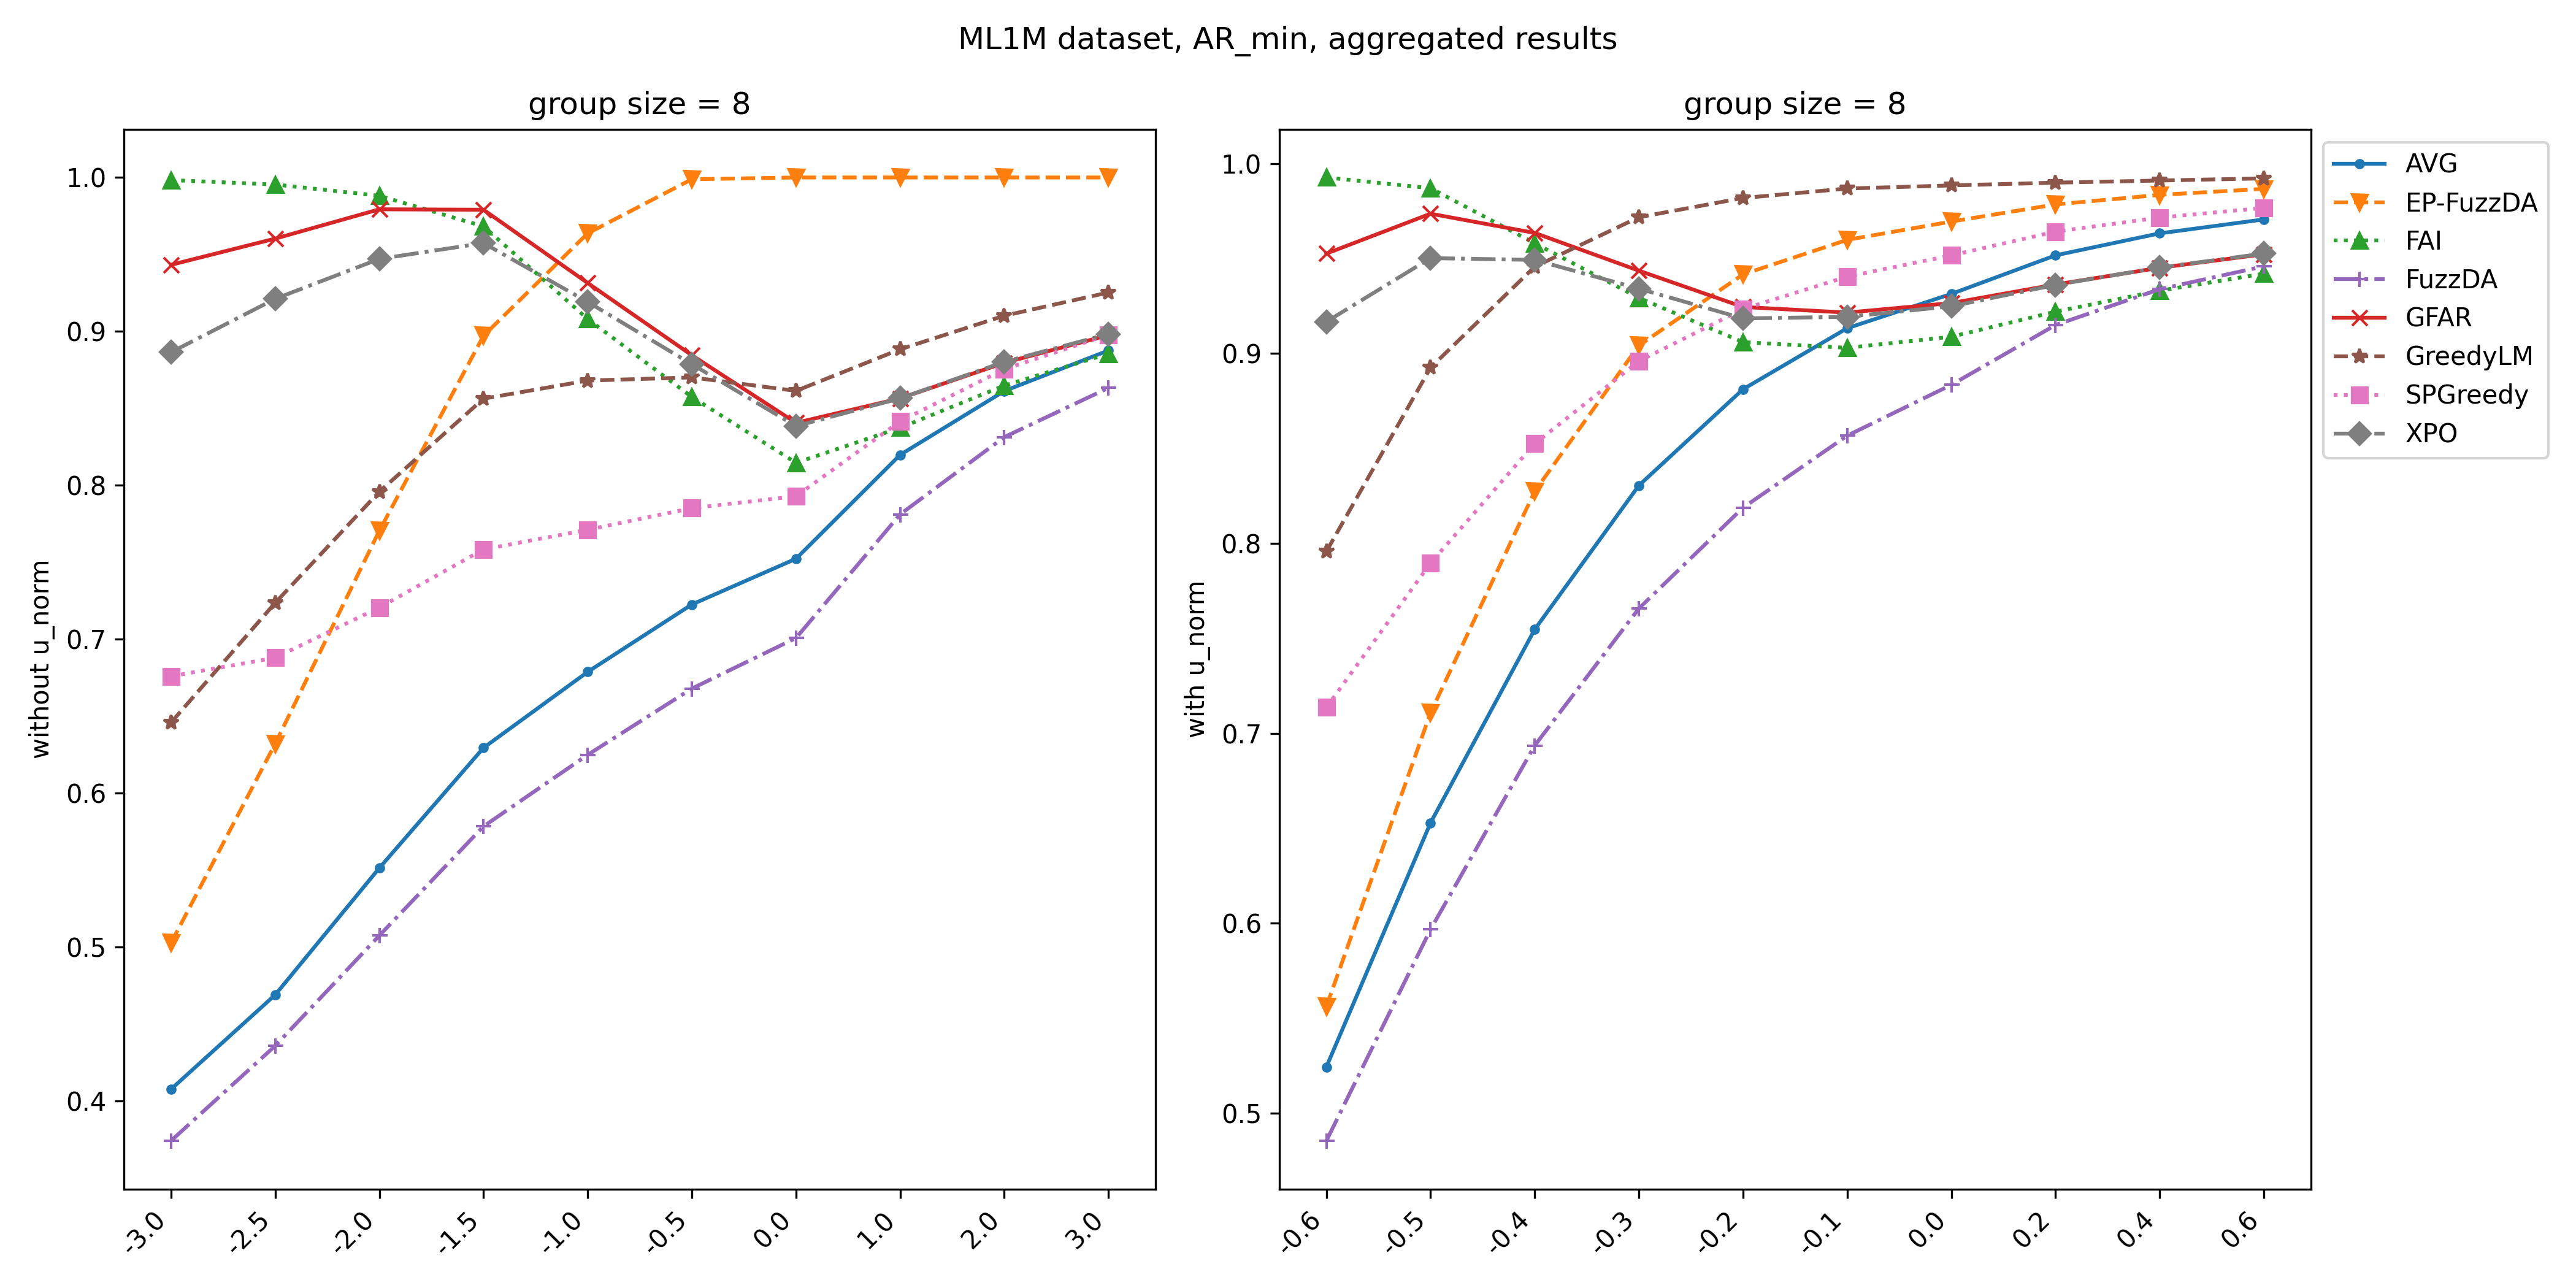 ML1M dataset, AR_min, aggregated results
group size = 8
without u_norm
1.0
0.9
0.8
0.7
0.6
0.5
0.4
-3.0
-2.5
-2.0
-1.5
-1.0
-0.5
0.0
1.0
2.0
3.0
group size = 8
with u_norm
1.0
0.9
0.8
0.7
0.6
0.5
-0.6
-0.5
-0.4
-0.3
-0.2
-0.1
0.0
0.2
0.4
0.6
AVG
EP-FuzzDA
FAI
FuzzDA
GFAR
GreedyLM
SPGreedy
XPO